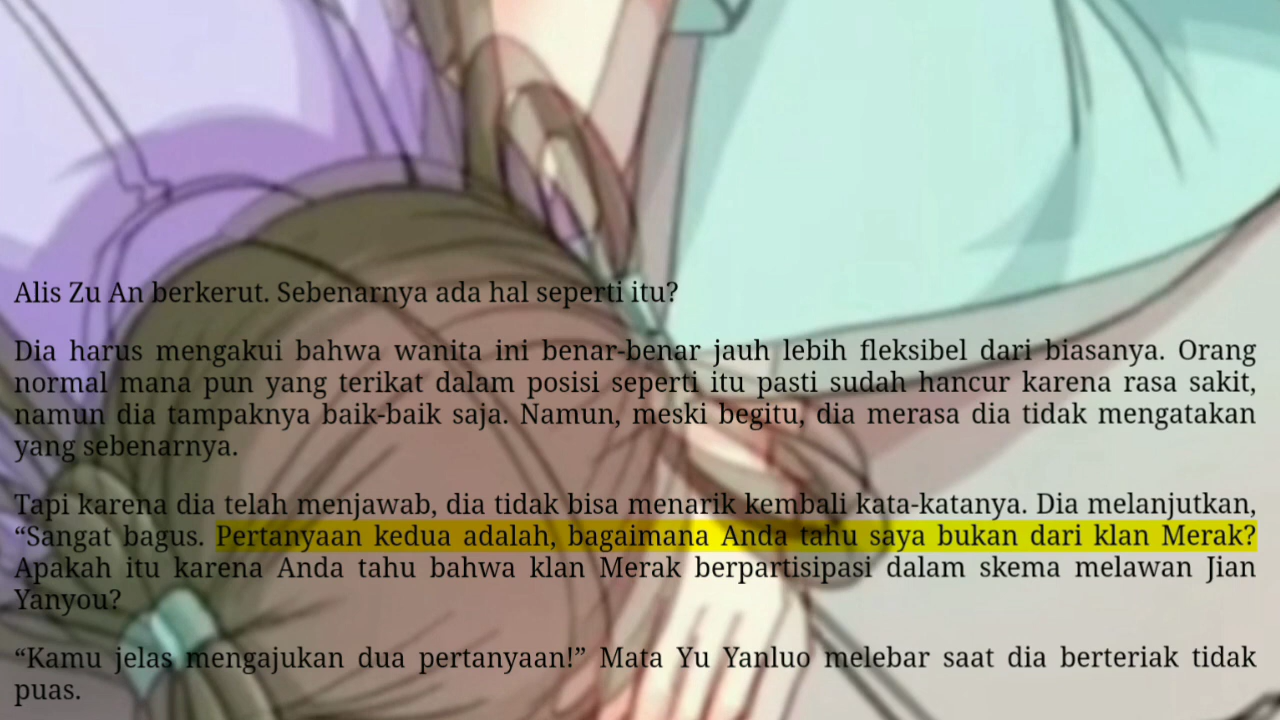 Alis Zu An berkerut. Sebenarnya ada hal seperti itu?
Dia harus mengakui bahwa wanita ini benar-benar jauh lebih fleksibel dari biasanya. Orang
normal mana pun yang terikat dalam posisi seperti itu pasti sudah hancur karena rasa sakit,
namun dia tampaknya baik-baik saja. Namun, meski begitu, dia merasa dia tidak mengatakan
yang sebenarnya.
Tapi karena dia telah menjawab, dia tidak bisa menarik kembali kata-katanya. Dia melanjutkan,
“Sangat bagus. Pertanyaan kedua adalah, bagaimana Anda tahu saya bukan dari klan Merak?
Apakah itu karena Anda tahu bahwa klan Merak berpartisipasi dalam skema melawan Jian
Yanyou?
“Kamu jelas mengajukan dua pertanyaan!” Mata Yu Yanluo melebar saat dia berteriak tidak
puas.